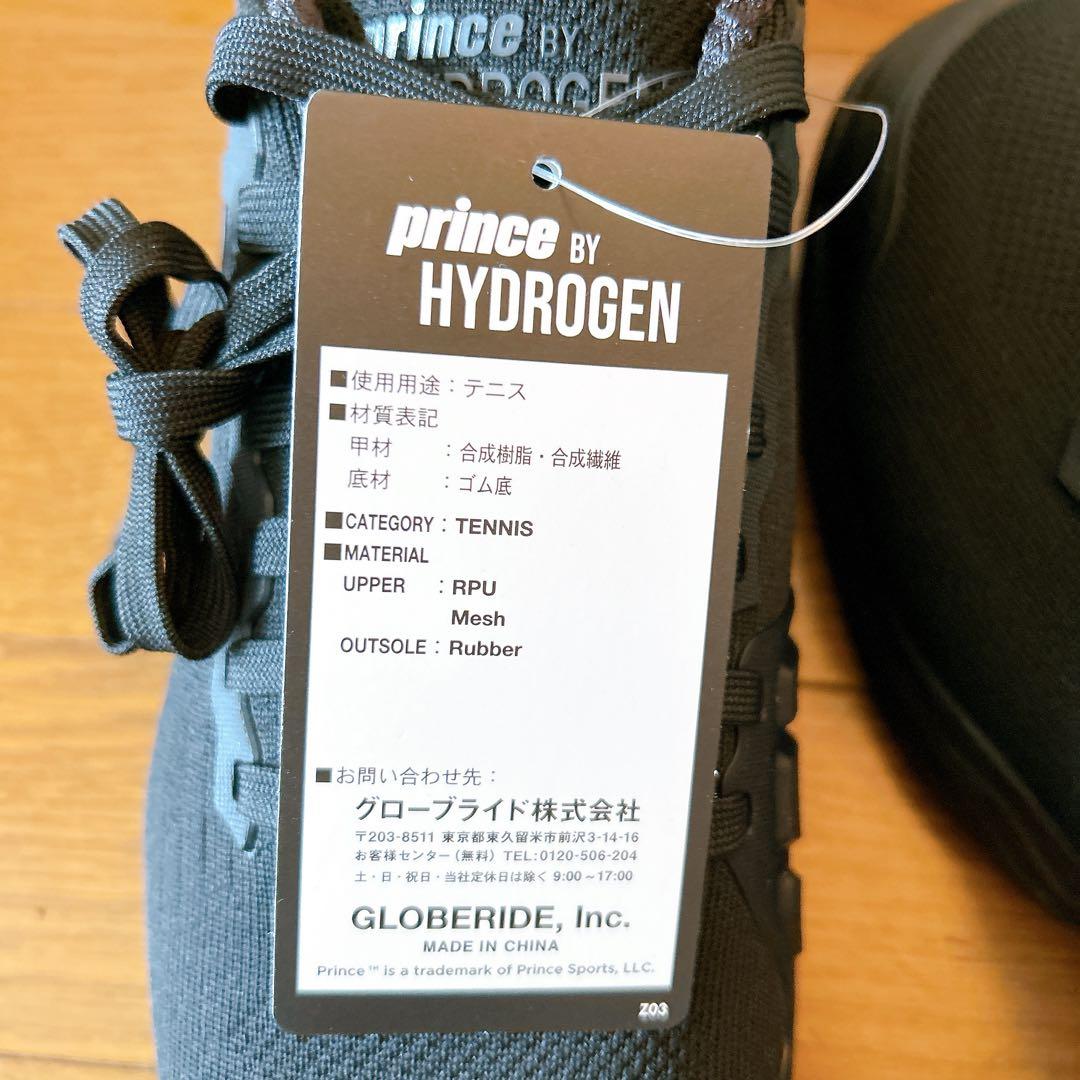 prince BY
HYDROGEN
prince BY
HYDROGEN
■使用用途：テニス
■材質表記
甲材　：合成樹脂・合成繊維
底材　：ゴム底
■CATEGORY : TENNIS
■MATERIAL
UPPER : RPU
Mesh
OUTSOLE : Rubber
■お問い合わせ先：
グローブライド株式会社
〒203-8511 東京都東久留米市前沢3-14-16
お客様センター（無料）TEL:0120-506-204
土・日・祝日・当社定休日は除く 9:00～17:00
GLOBERIDE, Inc.
MADE IN CHINA
Prince™ is a trademark of Prince Sports, LLC.
Z03